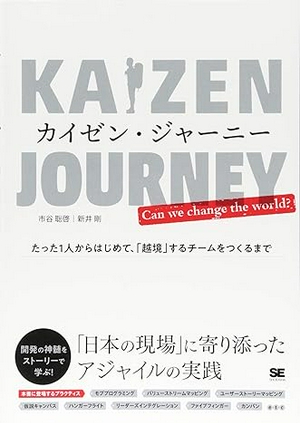 KAIZEN
カイゼン・ジャーニー
JOURNEY
市谷 聡啓 | 新井 剛
Can we change the world?
たった1人からはじめて、「越境」するチームをつくるまで
開発の神髄を
ストーリーで
学ぶ!
「日本の現場」に寄り添った
アジャイルの実践
本書に登場するプラクティス
モブプログラミング
バリューストリームマッピング
ユーザーストーリーマッピング
仮説キャンバス
ハンガーフライト
リーダーズインテグレーション
ファイブフィンガー
カンバン
SE
SHOEISHA